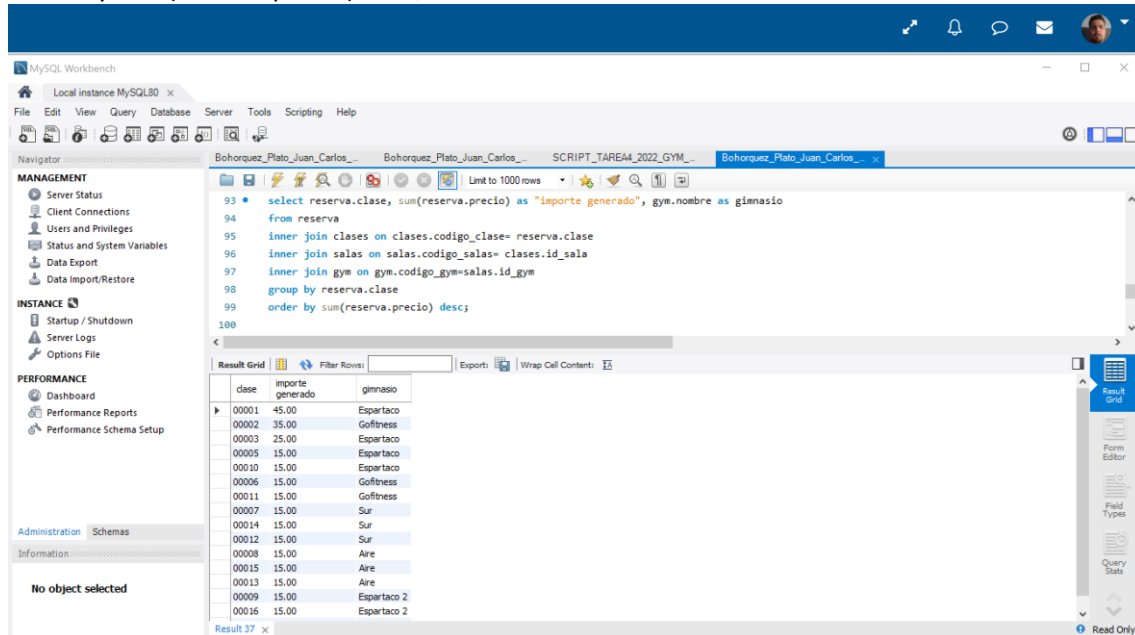 MySQL Workbench
Local instance MySQL80 ×
File Edit View Query Database Server Tools Scripting Help
Navigator
Bohorquez_Plato_Juan_Carlos_... Bohorquez_Plato_Juan_Carlos_... SCRIPT_TAREA4_2022_GYM_... Bohorquez_Plato_Juan_Carlos_... ×
MANAGEMENT
Server Status
Client Connections
Users and Privileges
Status and System Variables
Data Export
Data Import/Restore
INSTANCE
Startup / Shutdown
Server Logs
Options File
PERFORMANCE
Dashboard
Performance Reports
Performance Schema Setup
Administration Schemas
Information
No object selected
Limit to 1000 rows
93 select reserva.clase, sum(reserva.precio) as "importe generado", gym.nombre as gimnasio
94 from reserva
95 inner join clases on clases.codigo_clase= reserva.clase
96 inner join salas on salas.codigo_salas= clases.id_sala
97 inner join gym on gym.codigo_gym=salas.id_gym
98 group by reserva.clase
99 order by sum(reserva.precio) desc;
100
Result Grid Filter Rows: Export: Wrap Cell Content:
clase importe generado gimnasio
00001 45.00 Espartaco
00002 35.00 Gofitness
00003 25.00 Espartaco
00005 15.00 Espartaco
00010 15.00 Espartaco
00006 15.00 Gofitness
00011 15.00 Gofitness
00007 15.00 Sur
00014 15.00 Sur
00012 15.00 Sur
00008 15.00 Aire
00015 15.00 Aire
00013 15.00 Aire
00009 15.00 Espartaco 2
00016 15.00 Espartaco 2
Result Grid
Form Editor
Field Types
Query Stats
Result 37 ×
Read Only